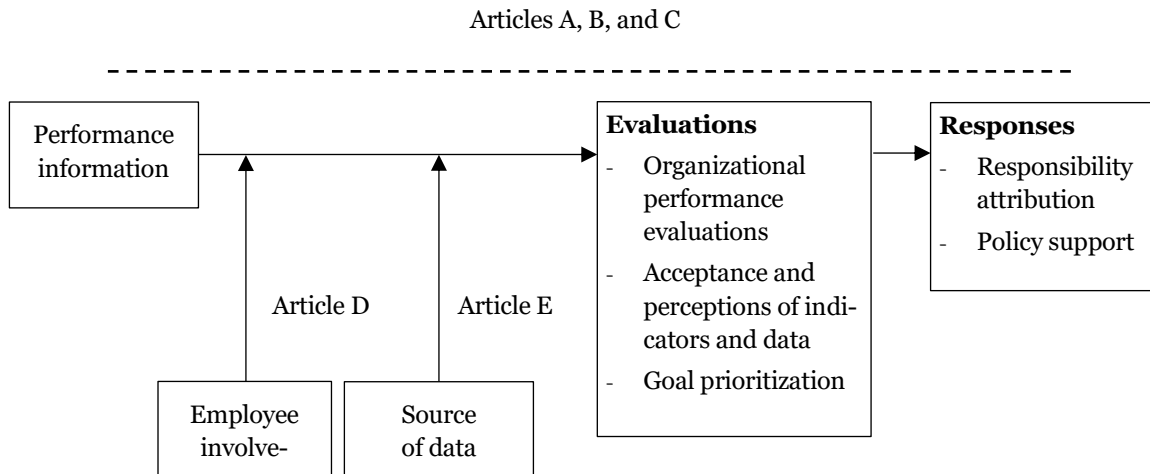 Articles A, B, and C
Performance
information
Evaluations
- Organizational
performance
evaluations
- Acceptance and
perceptions of indi-
cators and data
- Goal prioritization
Responses
- Responsibility
attribution
- Policy support
Article D
Article E
Employee
involve-
Source
of data